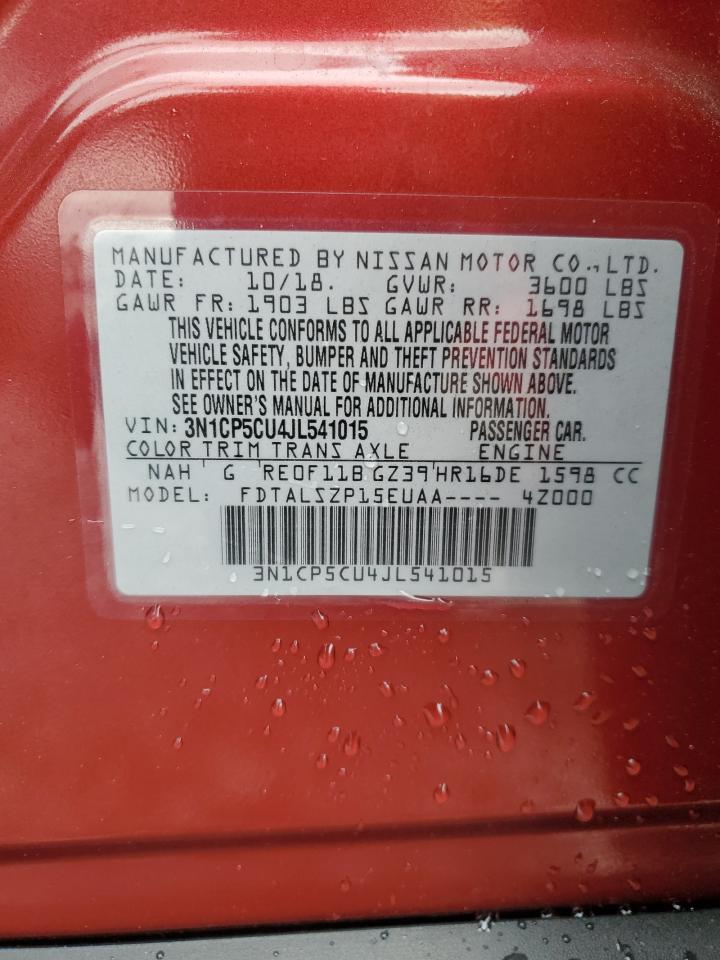 MANUFACTURED BY NISSAN MOTOR CO., LTD.
DATE: 10/18. GVWR: 3600 LBS
GAWR FR: 1903 LBS GAWR RR: 1698 LBS
THIS VEHICLE CONFORMS TO ALL APPLICABLE FEDERAL MOTOR
VEHICLE SAFETY, BUMPER AND THEFT PREVENTION STANDARDS
IN EFFECT ON THE DATE OF MANUFACTURE SHOWN ABOVE.
SEE OWNER'S MANUAL FOR ADDITIONAL INFORMATION.
VIN: 3N1CP5CU4JL541015 PASSENGER CAR.
COLOR TRIM TRANS AXLE ENGINE
NAH G RE0F11B GZ39 HR16DE 1598 CC
MODEL: FDTALSZP15EUAA---- 4Z000
3N1CP5CU4JL541015